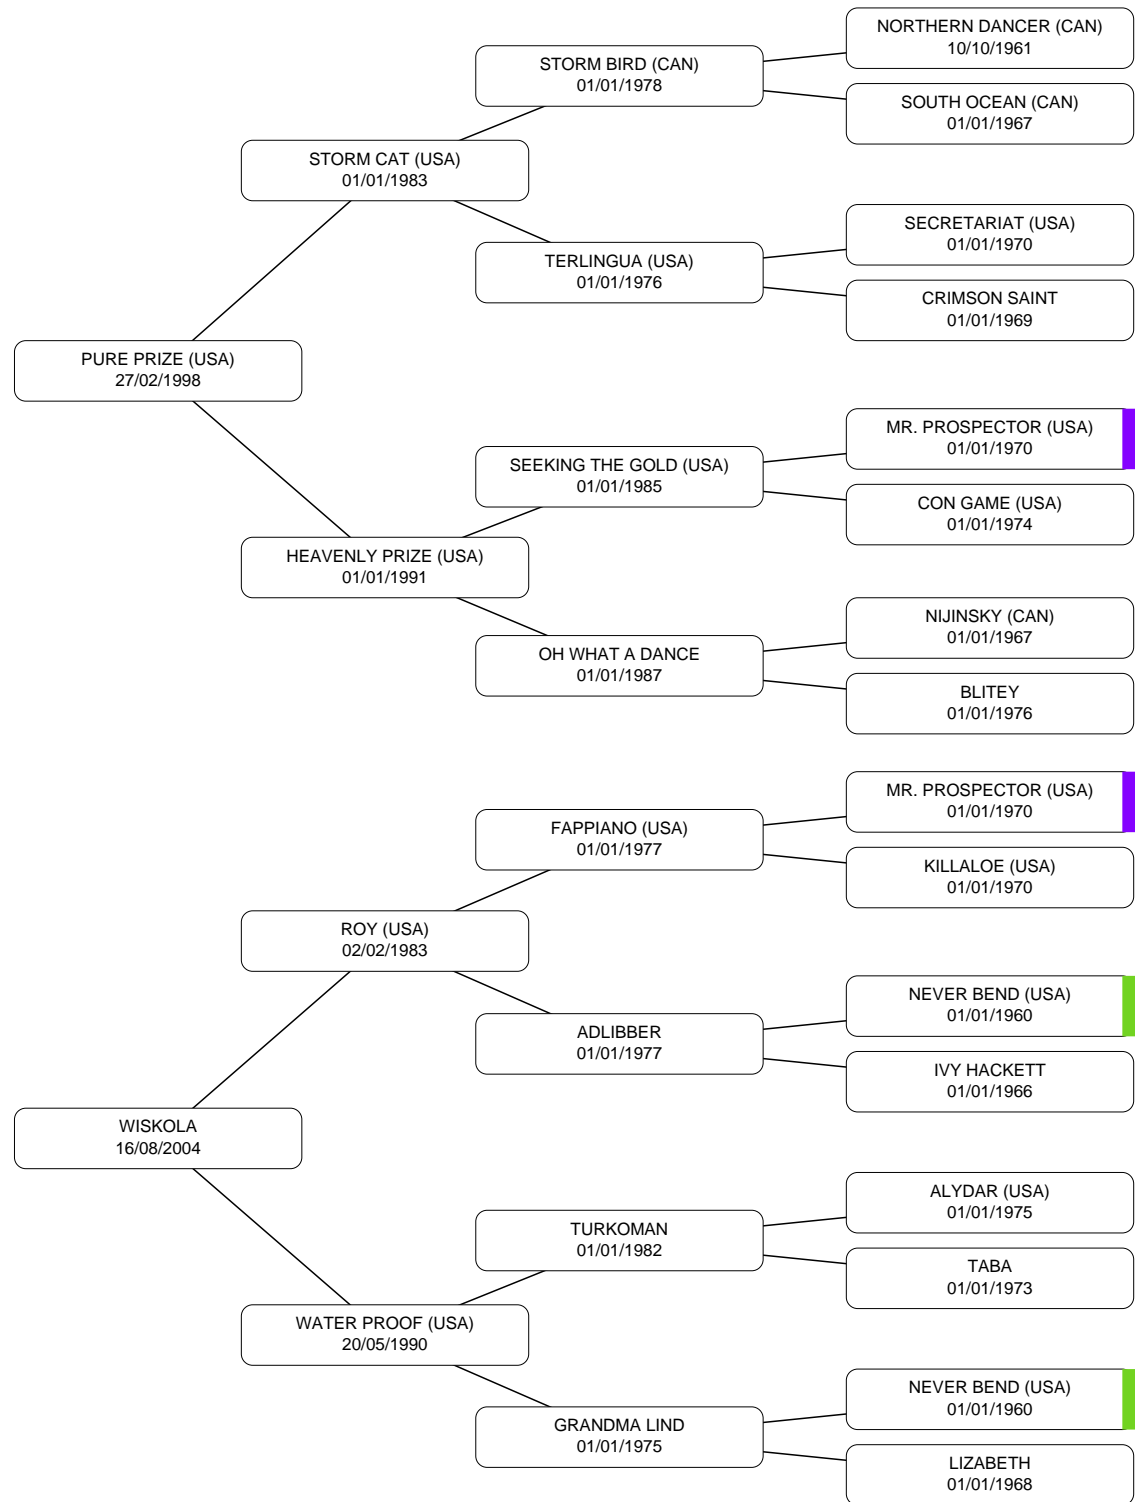 NORTHERN DANCER (CAN)
10/10/1961
STORM BIRD (CAN)
01/01/1978
SOUTH OCEAN (CAN)
01/01/1967
STORM CAT (USA)
01/01/1983
SECRETARIAT (USA)
01/01/1970
TERLINGUA (USA)
01/01/1976
CRIMSON SAINT
01/01/1969
PURE PRIZE (USA)
27/02/1998
MR. PROSPECTOR (USA)
01/01/1970
SEEKING THE GOLD (USA)
01/01/1985
CON GAME (USA)
01/01/1974
HEAVENLY PRIZE (USA)
01/01/1991
NIJINSKY (CAN)
01/01/1967
OH WHAT A DANCE
01/01/1987
BLITEY
01/01/1976
MR. PROSPECTOR (USA)
01/01/1970
FAPPIANO (USA)
01/01/1977
KILLALOE (USA)
01/01/1970
ROY (USA)
02/02/1983
NEVER BEND (USA)
01/01/1960
ADLIBBER
01/01/1977
IVY HACKETT
01/01/1966
WISKOLA
16/08/2004
ALYDAR (USA)
01/01/1975
TURKOMAN
01/01/1982
TABA
01/01/1973
WATER PROOF (USA)
20/05/1990
NEVER BEND (USA)
01/01/1960
GRANDMA LIND
01/01/1975
LIZABETH
01/01/1968